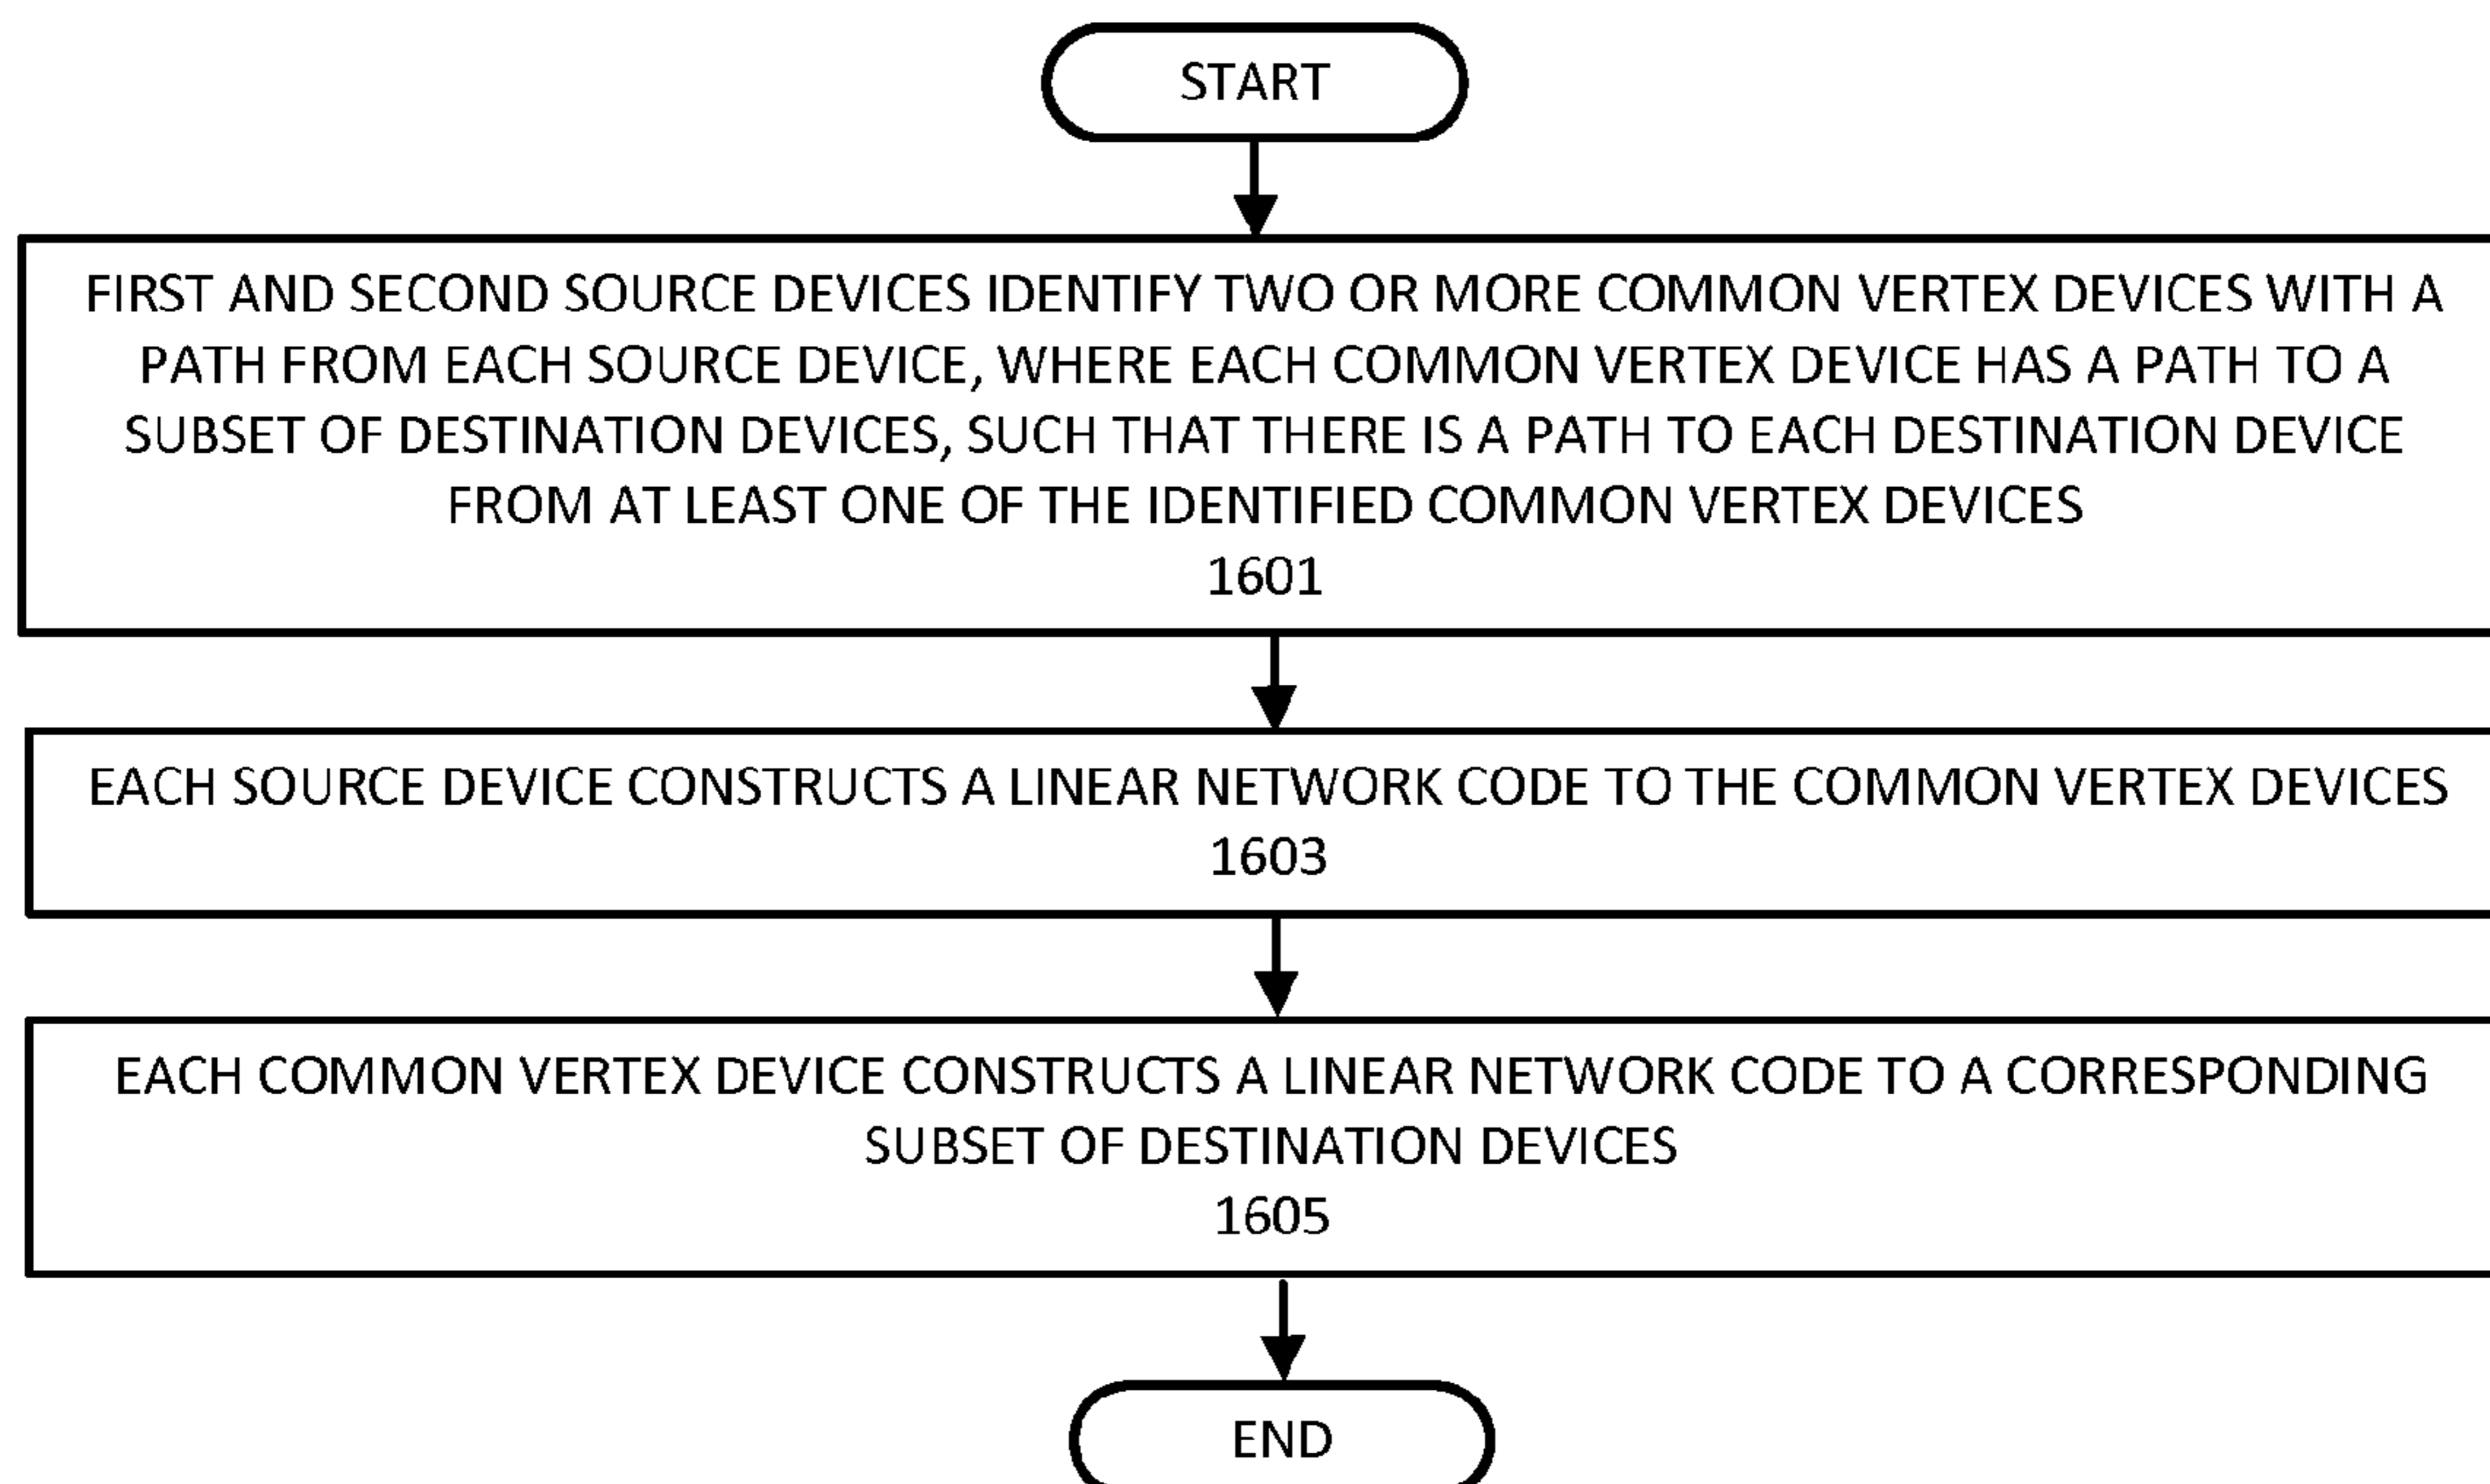 START
FIRST AND SECOND SOURCE DEVICES IDENTIFY TWO OR MORE COMMON VERTEX DEVICES WITH A
PATH FROM EACH SOURCE DEVICE, WHERE EACH COMMON VERTEX DEVICE HAS A PATH TO A
SUBSET OF DESTINATION DEVICES, SUCH THAT THERE IS A PATH TO EACH DESTINATION DEVICE
FROM AT LEAST ONE OF THE IDENTIFIED COMMON VERTEX DEVICES
1601
EACH SOURCE DEVICE CONSTRUCTS A LINEAR NETWORK CODE TO THE COMMON VERTEX DEVICES
1603
EACH COMMON VERTEX DEVICE CONSTRUCTS A LINEAR NETWORK CODE TO A CORRESPONDING
SUBSET OF DESTINATION DEVICES
1605
END